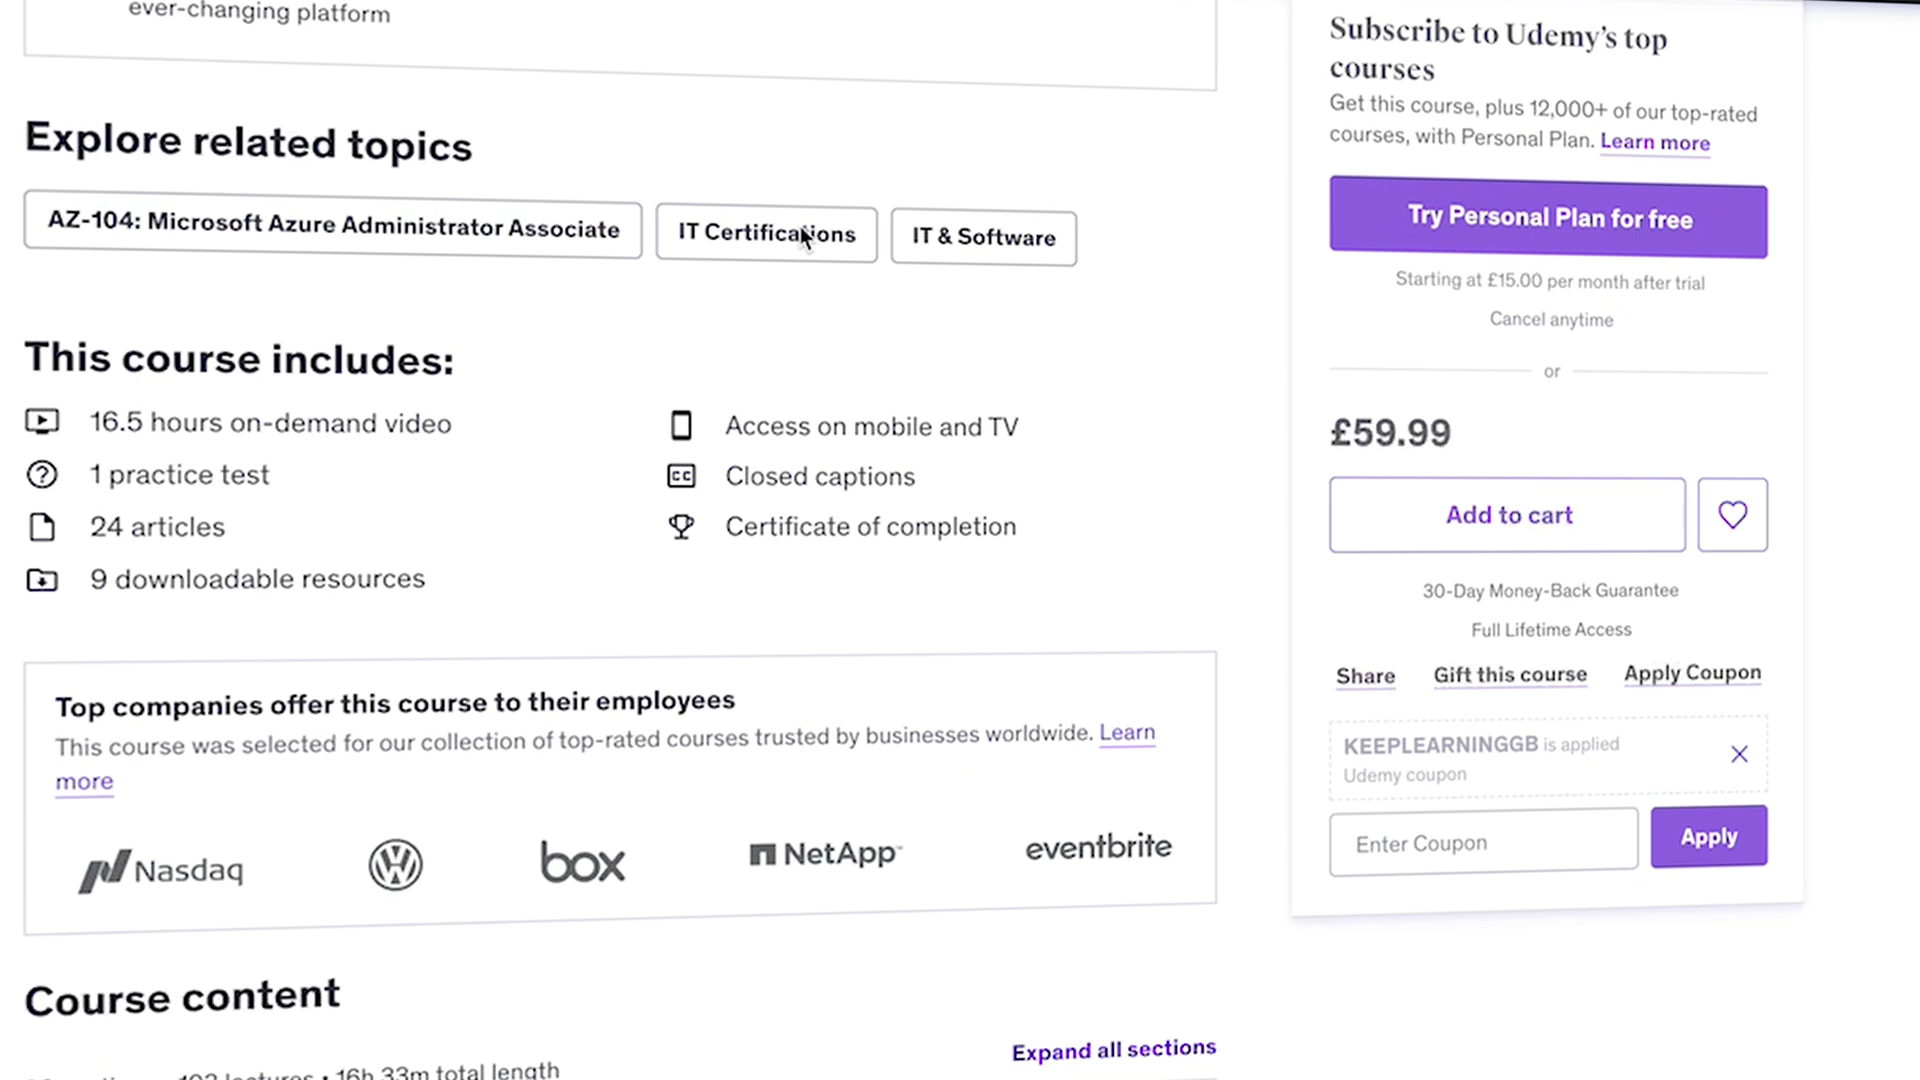 ever-changing platform
Explore related topics
AZ-104: Microsoft Azure Administrator Associate
IT Certifications
IT & Software
This course includes:
16.5 hours on-demand video
1 practice test
24 articles
9 downloadable resources
Access on mobile and TV
Closed captions
Certificate of completion
Top companies offer this course to their employees
This course was selected for our collection of top-rated courses trusted by businesses worldwide. Learn
more
Nasdaq
box
NetApp
eventbrite
Course content
Expand all sections
lectures • 16h 33m total length
Subscribe to Udemy's top
courses
Get this course, plus 12,000+ of our top-rated
courses, with Personal Plan. Learn more
Try Personal Plan for free
Starting at £15.00 per month after trial
Cancel anytime
or
£59.99
Add to cart
30-Day Money-Back Guarantee
Full Lifetime Access
Share
Gift this course
Apply Coupon
KEEPLEARNINGGB is applied
Udemy coupon
Enter Coupon
Apply